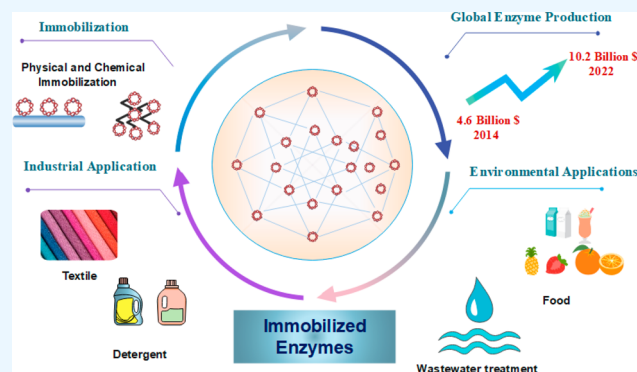 Immobilization
Physical and Chemical
Immobilization
Global Enzyme Production
10.2 Billion $
2022
4.6 Billion $
2014
Industrial Application
Textile
Detergent
Environmental Applications
Food
Wastewater treatment
Immobilized
Enzymes